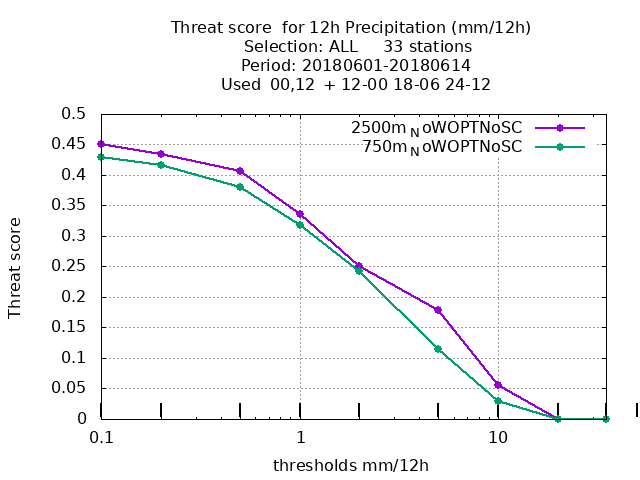 Threat score  for 12h Precipitation (mm/12h)
Selection: ALL     33 stations
Period: 20180601-20180614
Used  00,12  + 12-00 18-06 24-12
2500m NoWOPTNoSC
750m NoWOPTNoSC
0.5
0.45
0.4
0.35
0.3
0.25
0.2
0.15
0.1
0.05
0
Threat score
0.1 1 10
thresholds mm/12h